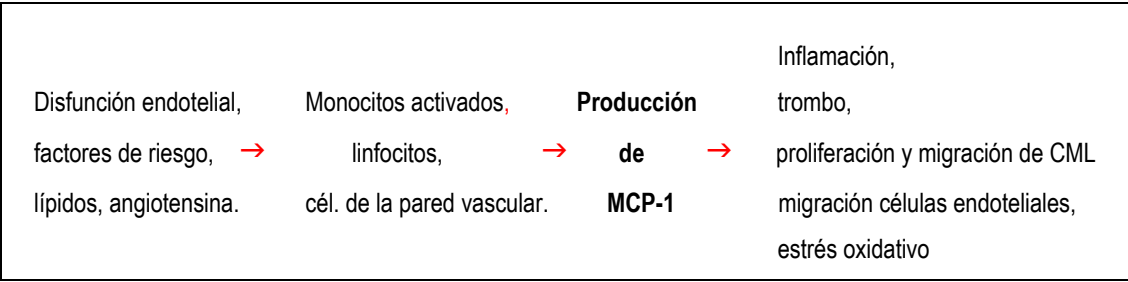 Disfunción endotelial,
factores de riesgo, →
lípidos, angiotensina.
Monocitos activados,
linfocitos, →
cél. de la pared vascular.
Producción
de →
MCP-1
Inflamación,
trombo,
proliferación y migración de CML
migración células endoteliales,
estrés oxidativo